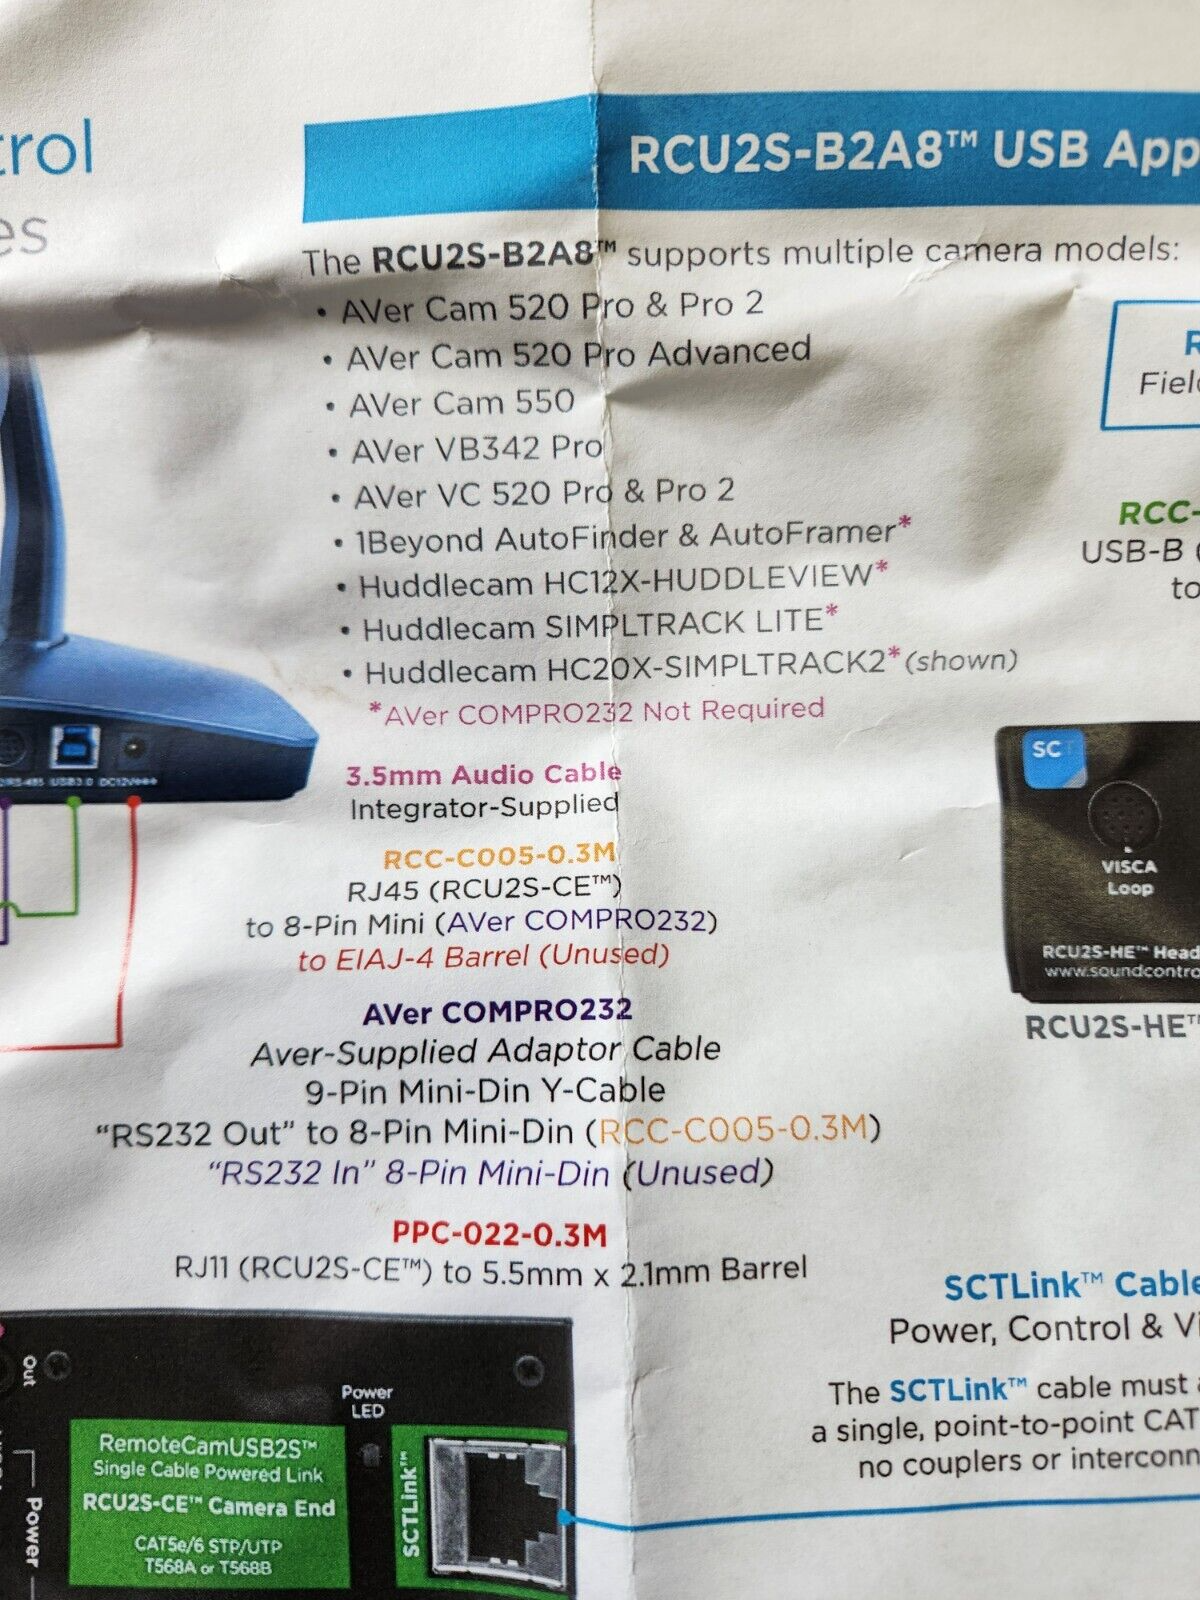 trol
es
RCU2S-B2A8™ USB App
The RCU2S-B2A8™ supports multiple camera models:
• AVer Cam 520 Pro & Pro 2
• AVer Cam 520 Pro Advanced
• AVer Cam 550
• AVer VB342 Pro
• AVer VC 520 Pro & Pro 2
• 1Beyond AutoFinder & AutoFramer*
• Huddlecam HC12X-HUDDLEVIEW*
• Huddlecam SIMPLTRACK LITE*
• Huddlecam HC20X-SIMPLTRACK2* (shown)
*AVer COMPRO232 Not Required
R
Field
RCC-
USB-B
to
USB3.0 DC12V
3.5mm Audio Cable
Integrator-Supplied
RCC-C005-0.3M
RJ45 (RCU2S-CE™)
to 8-Pin Mini (AVer COMPRO232)
to EIAJ-4 Barrel (Unused)
AVer COMPRO232
Aver-Supplied Adaptor Cable
9-Pin Mini-Din Y-Cable
"RS232 Out" to 8-Pin Mini-Din (RCC-C005-0.3M)
"RS232 In" 8-Pin Mini-Din (Unused)
PPC-022-0.3M
RJ11 (RCU2S-CE™) to 5.5mm x 2.1mm Barrel
SCT
VISCA
Loop
RCU2S-HE™ Head
www.soundcontro
RCU2S-HE™
SCTLink™ Cable
Power, Control & Vi
The SCTLink™ cable must
a single, point-to-point CAT
no couplers or interconn
Out
Power
Power
LED
RemoteCamUSB2S™
Single Cable Powered Link
RCU2S-CE™ Camera End
CAT5e/6 STP/UTP
T568A or T568B
SCTLink™